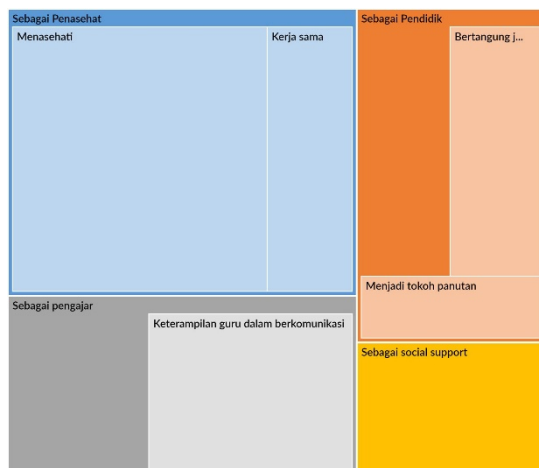 Sebagai Penasehat
Menasehati
Kerja sama
Sebagai Pendidik
Bertangung j...
Menjadi tokoh panutan
Sebagai pengajar
Keterampilan guru dalam berkomunikasi
Sebagai social support